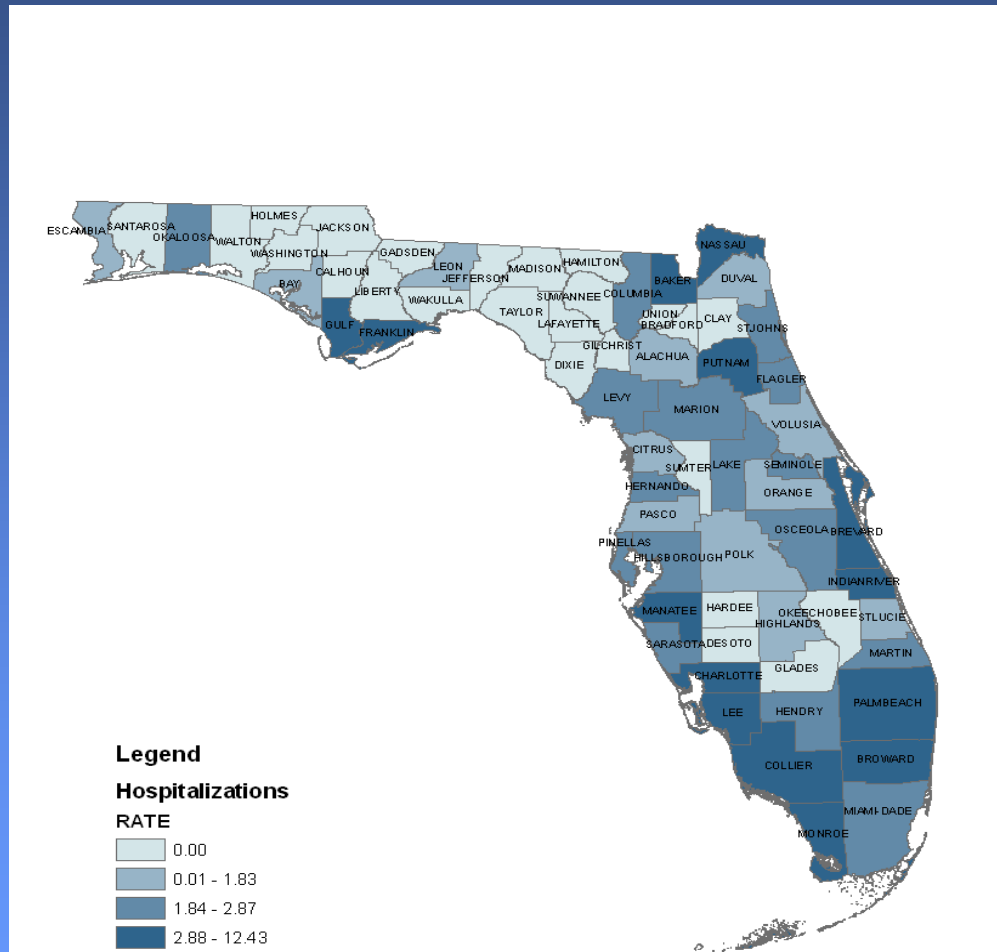 HOLMES
SANTAROSA
ESCAMBIA
OKALOOSA
WALTON
JACKSON
WASHINGTON
GADSDEN
CALHOUN
LEON
JEFFERSON
MADISON
HAMILTON
BAY
LIBERTY
WAKULLA
SUWANNEE
COLUMBIA
BAKER
NASSAU
DUVAL
GULF
FRANKLIN
TAYLOR
LAFAYETTE
UNION
BRADFORD
CLAY
STJOHNS
GILCHRIST
DIXIE
ALACHUA
PUTNAM
FLAGLER
LEVY
MARION
VOLUSIA
CITRUS
SUMTER
LAKE
SEMINOLE
HERNANDO
ORANGE
PASCO
OSCEOLA
BREVARD
PINELLAS
HILLSBOROUGH
POLK
INDIANRIVER
MANATEE
HARDEE
OKEECHOBEE
HIGHLANDS
STLUCIE
SARASOTA
DESOTO
MARTIN
GLADES
CHARLOTTE
LEE
HENDRY
PALMBEACH
COLLIER
BROWARD
MIAMI-DADE
MONROE
Legend
Hospitalizations
RATE
0.00
0.01 - 1.83
1.84 - 2.87
2.88 - 12.43